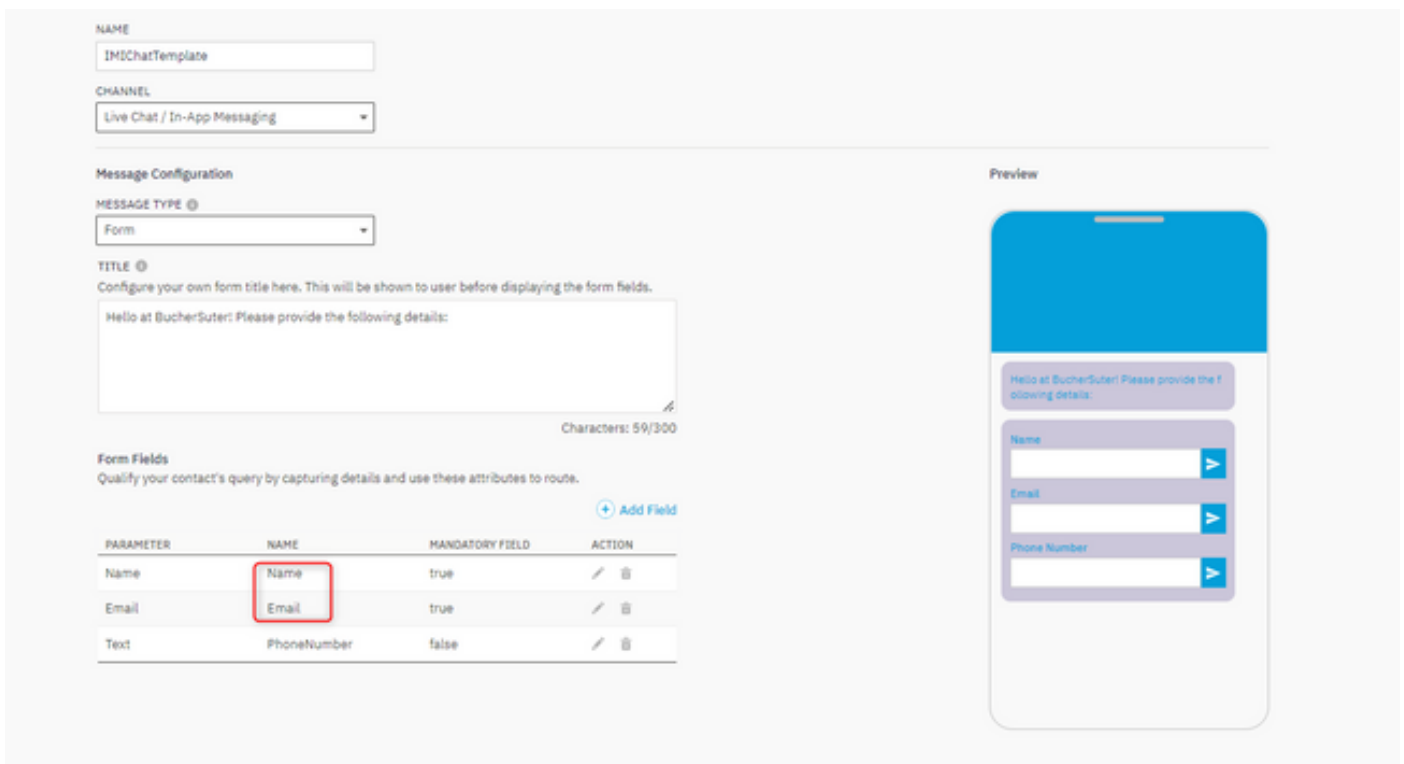 NAME
IMIChatTemplate
CHANNEL
Live Chat / In-App Messaging
Message Configuration
MESSAGE TYPE
Form
TITLE
Configure your own form title here. This will be shown to user before displaying the form fields.
Hello at BucherSuter! Please provide the following details:
Characters: 59/300
Form Fields
Qualify your contact's query by capturing details and use these attributes to route.
Add Field
PARAMETER NAME MANDATORY FIELD ACTION
Name Name true
Email Email true
Text PhoneNumber false
Preview
Hello at BucherSuter! Please provide the f
ollowing details:
Name
Email
Phone Number